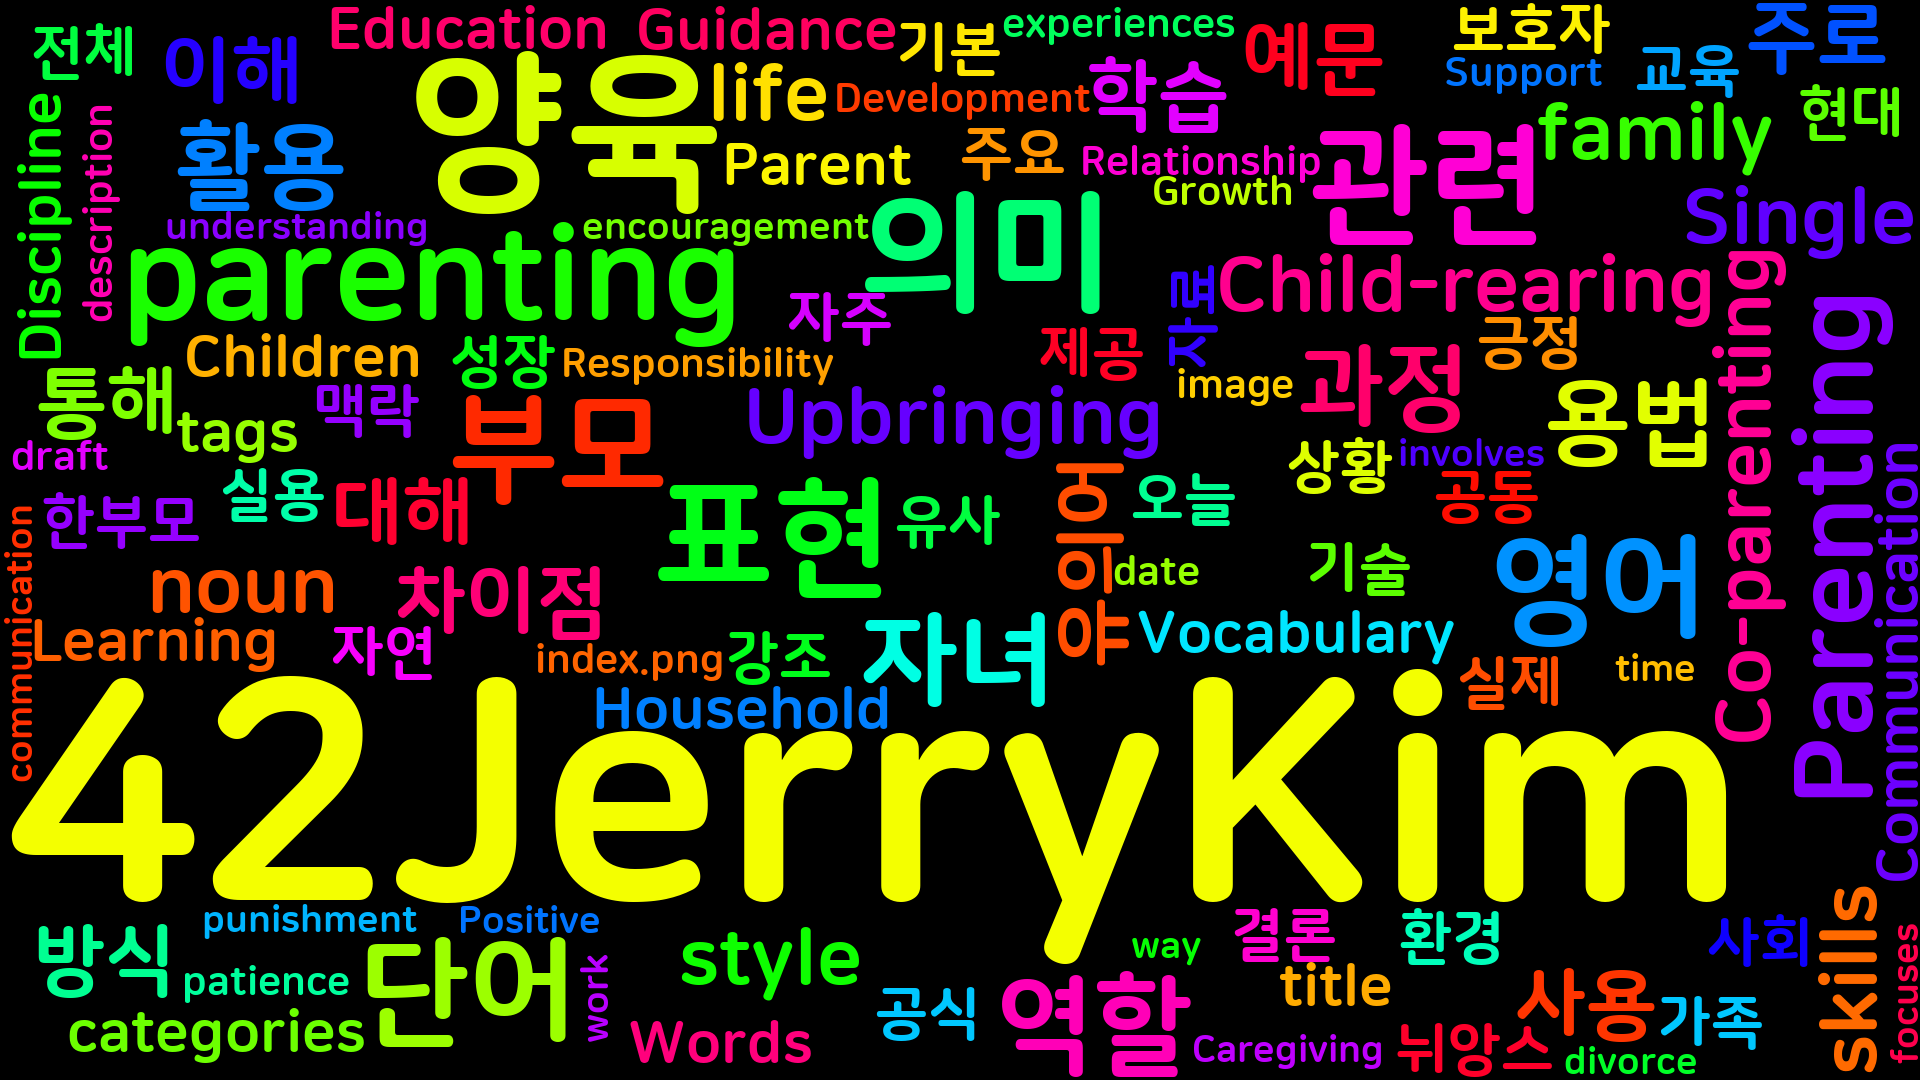 전체
이해
Education
Guidance
기본
experiences
예문
보호자
Support
교육
주로
Discipline
description
활용
양육
life
Development
학습
주요
Parent
Relationship
Growth
관련
family
현대
understanding
encouragement
parenting
의미
Single
Child-rearing
자료
자주
제공
긍정
Children
성장
Responsibility
image
과정
용법
Co-parenting
Parenting
통해
tags
맥락
부모
Upbringing
draft
실용
대해
한부모
상황
involves
공동
표현
유사
어휘
이야
오늘
date
기술
영어
Communication
communication
noun
차이점
Learning
자연
index.png
강조
자녀
Vocabulary
실제
time
Household
42JerryKim
punishment
Positive
방식
patience
단어
work
style
way
결론
환경
사회
skills
focuses
categories
Words
공식
역할
title
사용
가족
Caregiving
뉘앙스
divorce